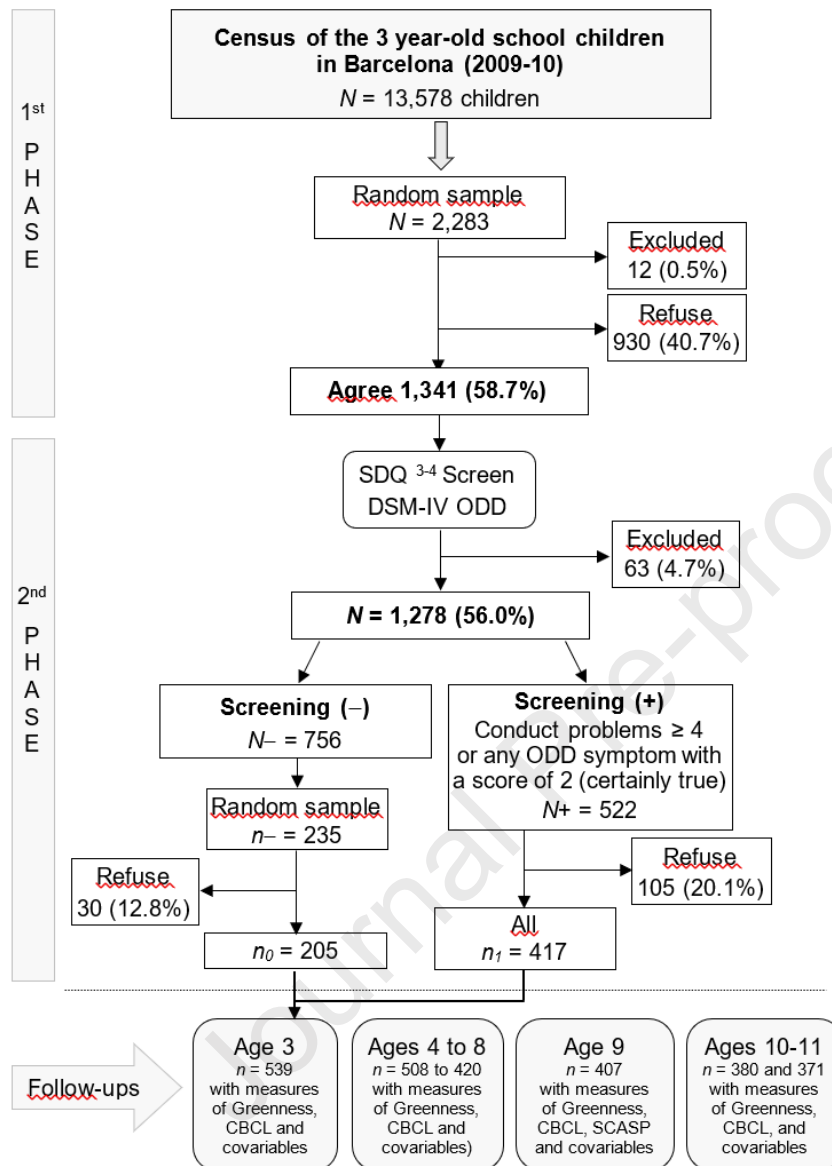 Census of the 3 year-old school children
in Barcelona (2009-10)
N = 13,578 children
1st
P
H
A
S
E
Random sample
N = 2,283
Excluded
12 (0.5%)
Refuse
930 (40.7%)
Agree 1,341 (58.7%)
2nd
P
H
A
S
E
SDQ 3-4 Screen
DSM-IV ODD
Excluded
63 (4.7%)
N = 1,278 (56.0%)
Screening (–)
N– = 756
Screening (+)
Conduct problems ≥ 4
or any ODD symptom with
a score of 2 (certainly true)
N+ = 522
Random sample
n– = 235
Refuse
30 (12.8%)
Refuse
105 (20.1%)
n0 = 205
All
n1 = 417
Follow-ups
Age 3
n = 539
with measures
of Greenness,
CBCL and
covariables
Ages 4 to 8
n = 508 to 420
with measures
of Greenness,
CBCL and
covariables)
Age 9
n = 407
with measures
of Greenness,
CBCL, SCASP
and covariables
Ages 10-11
n = 380 and 371
with measures
of Greenness,
CBCL, and
covariables
Journal Pre-proo